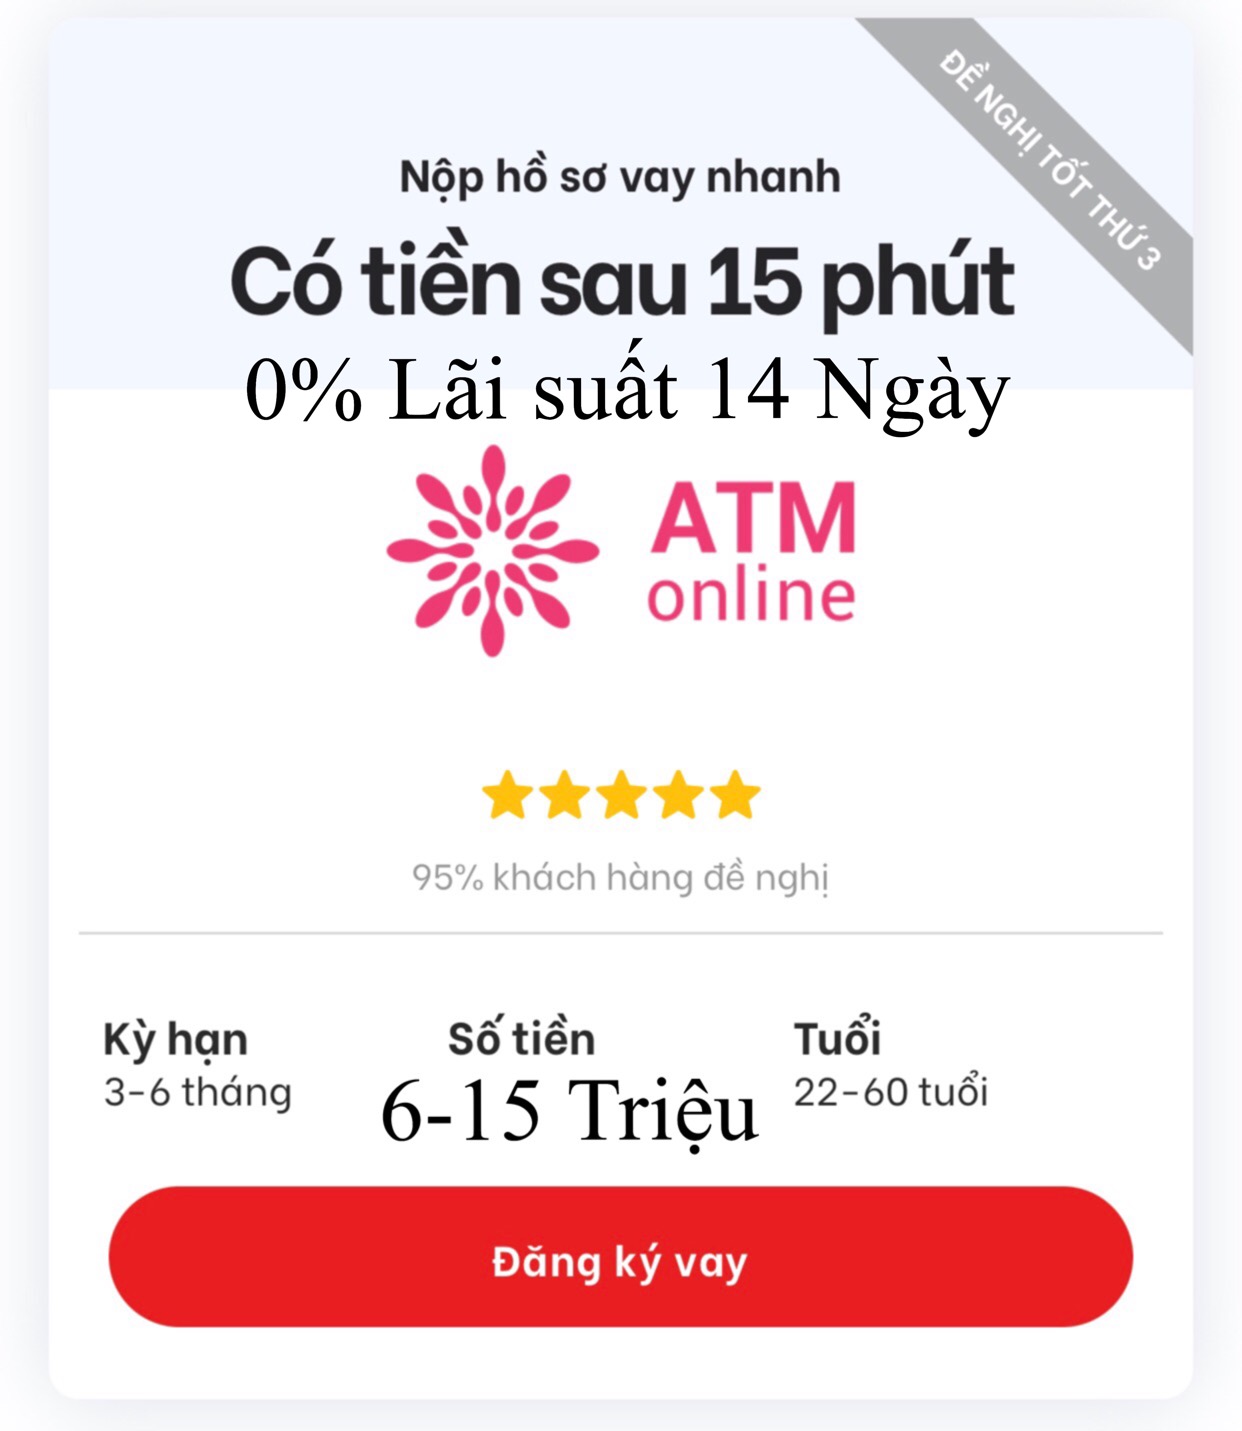 ĐỀ NGHỊ TỐT THỨ 3
Nộp hồ sơ vay nhanh
Có tiền sau 15 phút
0% Lãi suất 14 Ngày
ATM
online
95% khách hàng đề nghị
Kỳ hạn
3-6 tháng
Số tiền
6-15 Triệu
Tuổi
22-60 tuổi
Đăng ký vay